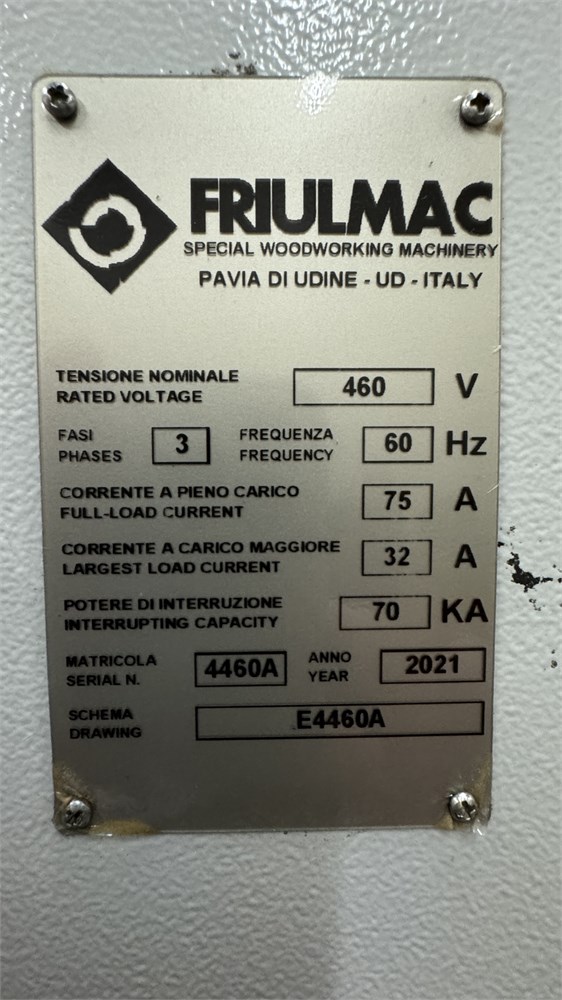 FRIULMAC
SPECIAL WOODWORKING MACHINERY
PAVIA DI UDINE - UD - ITALY
TENSIONE NOMINALE
RATED VOLTAGE
460 V
FASI
PHASES
3
FREQUENZA
FREQUENCY
60 Hz
CORRENTE A PIENO CARICO
FULL-LOAD CURRENT
75 A
CORRENTE A CARICO MAGGIORE
LARGEST LOAD CURRENT
32 A
POTERE DI INTERRUZIONE
INTERRUPTING CAPACITY
70 KA
MATRICOLA
SERIAL N.
4460A
ANNO
YEAR
2021
SCHEMA
DRAWING
E4460A